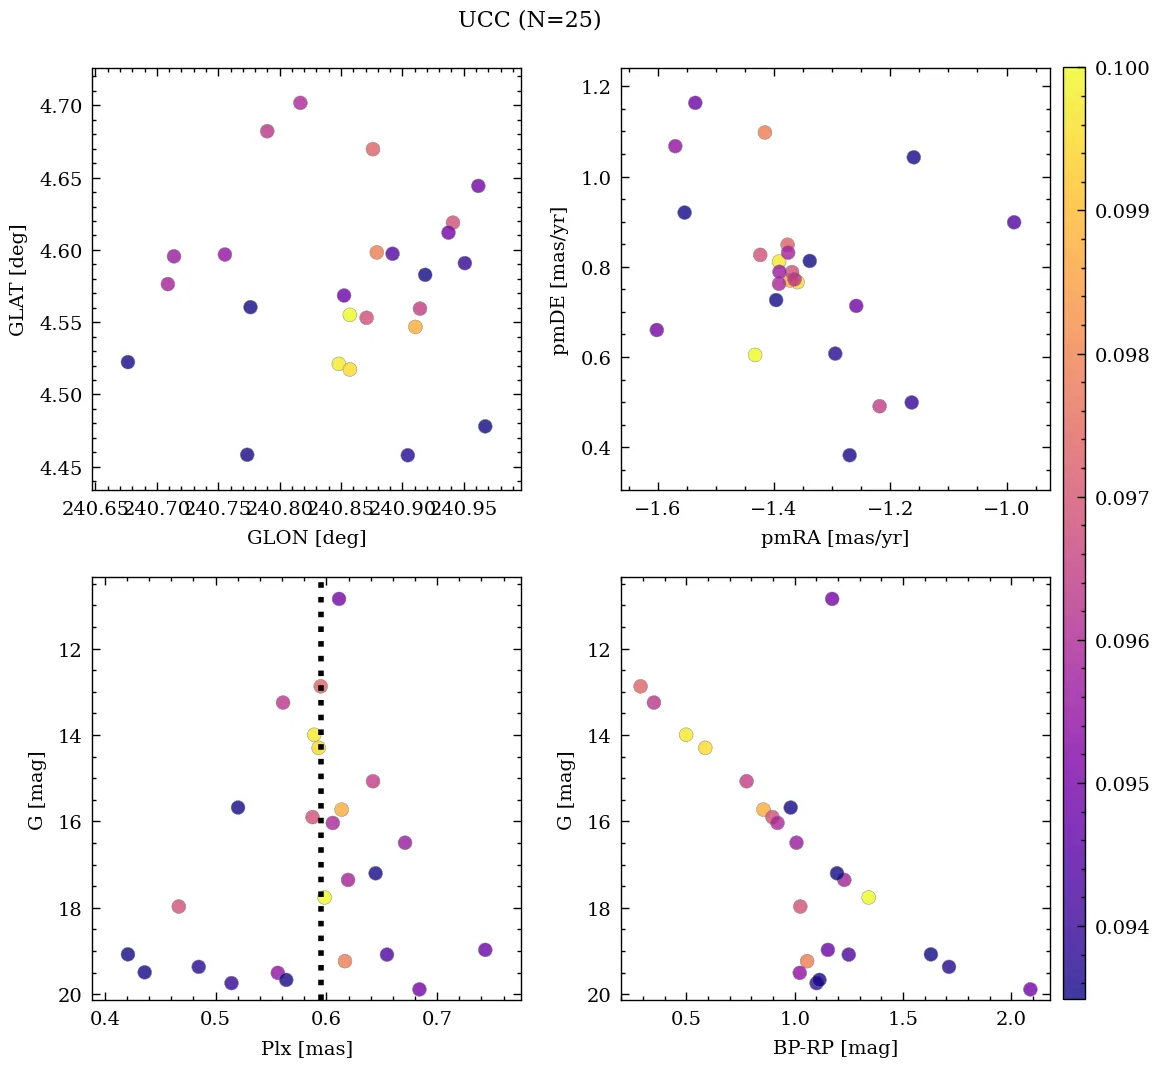 UCC (N=25)
4.70
4.65
4.60
4.55
4.50
4.45
GLAT [deg]
240.65 240.70 240.75 240.80 240.85 240.90 240.95
GLON [deg]
1.2
1.0
0.8
0.6
0.4
pmDE [mas/yr]
−1.6 −1.4 −1.2 −1.0
pmRA [mas/yr]
12
14
16
18
20
G [mag]
0.4 0.5 0.6 0.7
Plx [mas]
12
14
16
18
20
G [mag]
0.5 1.0 1.5 2.0
BP-RP [mag]
0.100
0.099
0.098
0.097
0.096
0.095
0.094